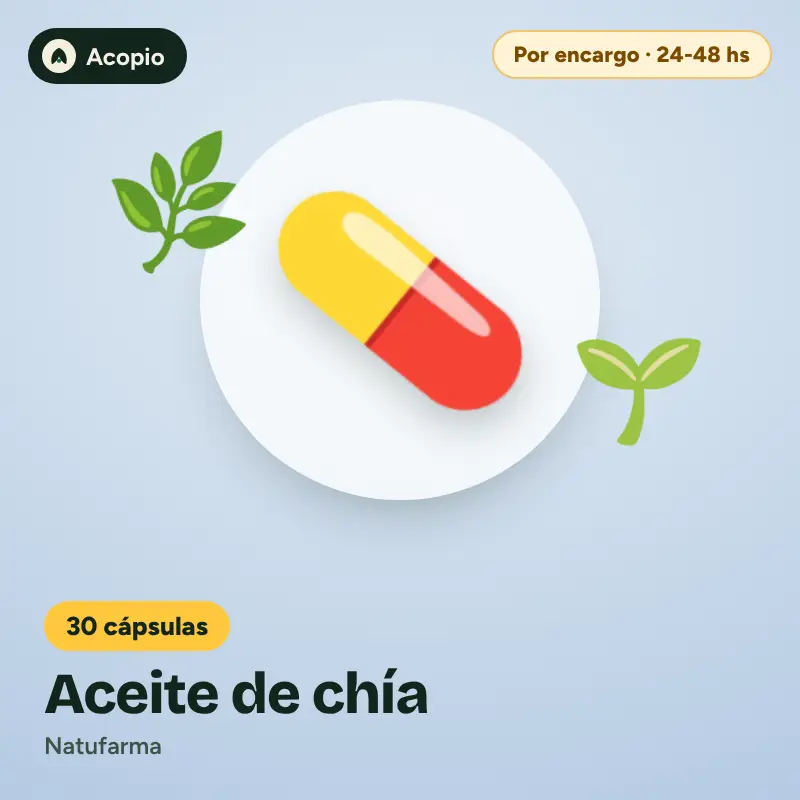 Acopio
Por encargo · 24-48 hs
30 cápsulas
Aceite de chía
Natufarma